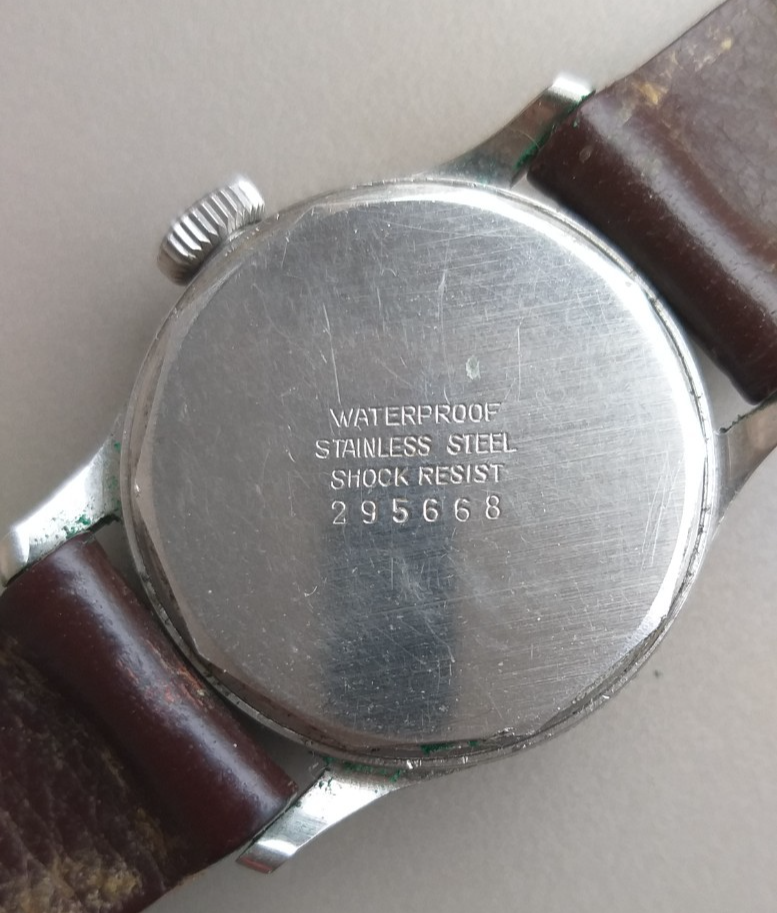 WATERPROOF
STAINLESS STEEL
SHOCK RESIST
295668